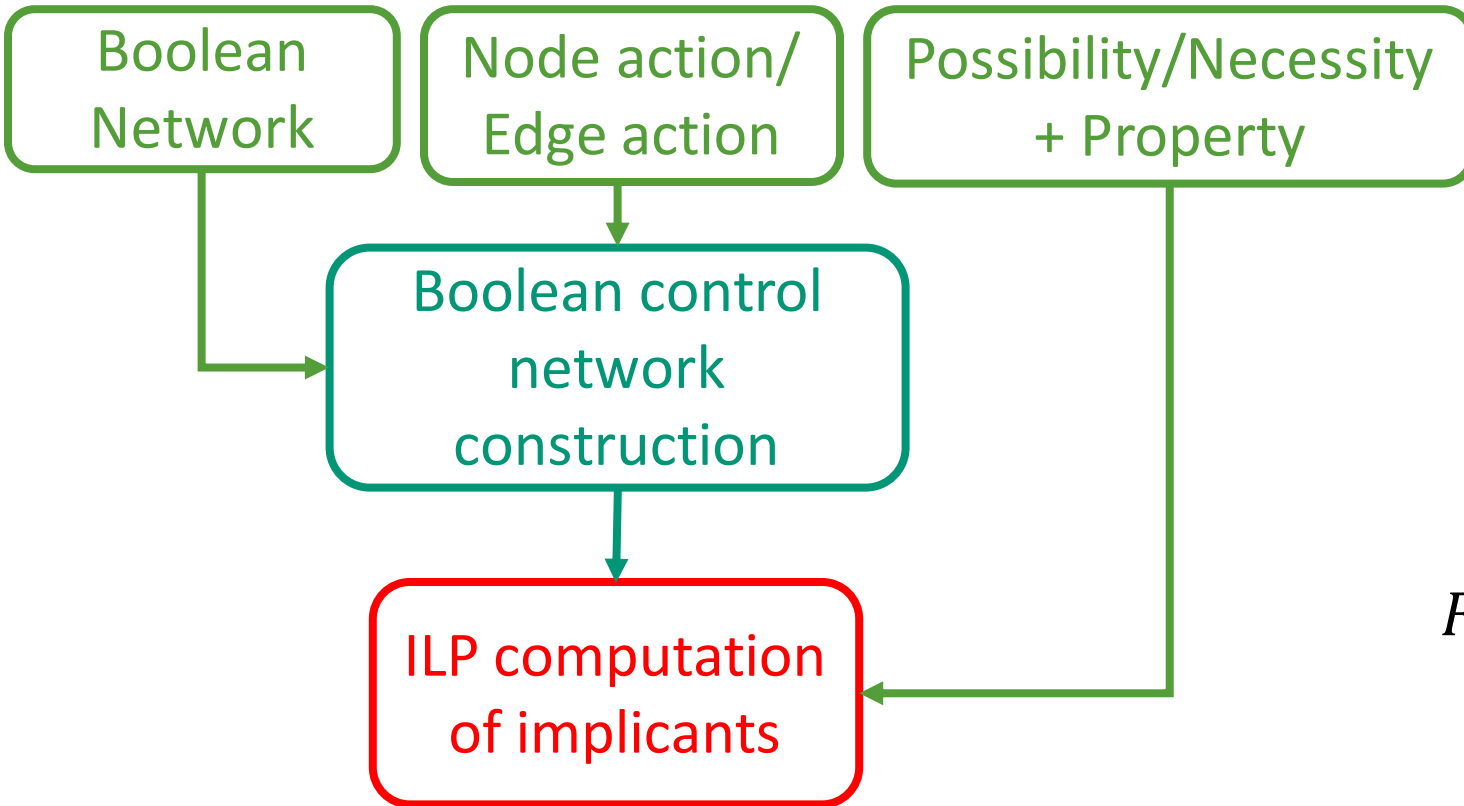 Boolean
Network
Node action/
Edge action
Possibility/Necessity
+ Property
Boolean control
network
construction
ILP computation
of implicants